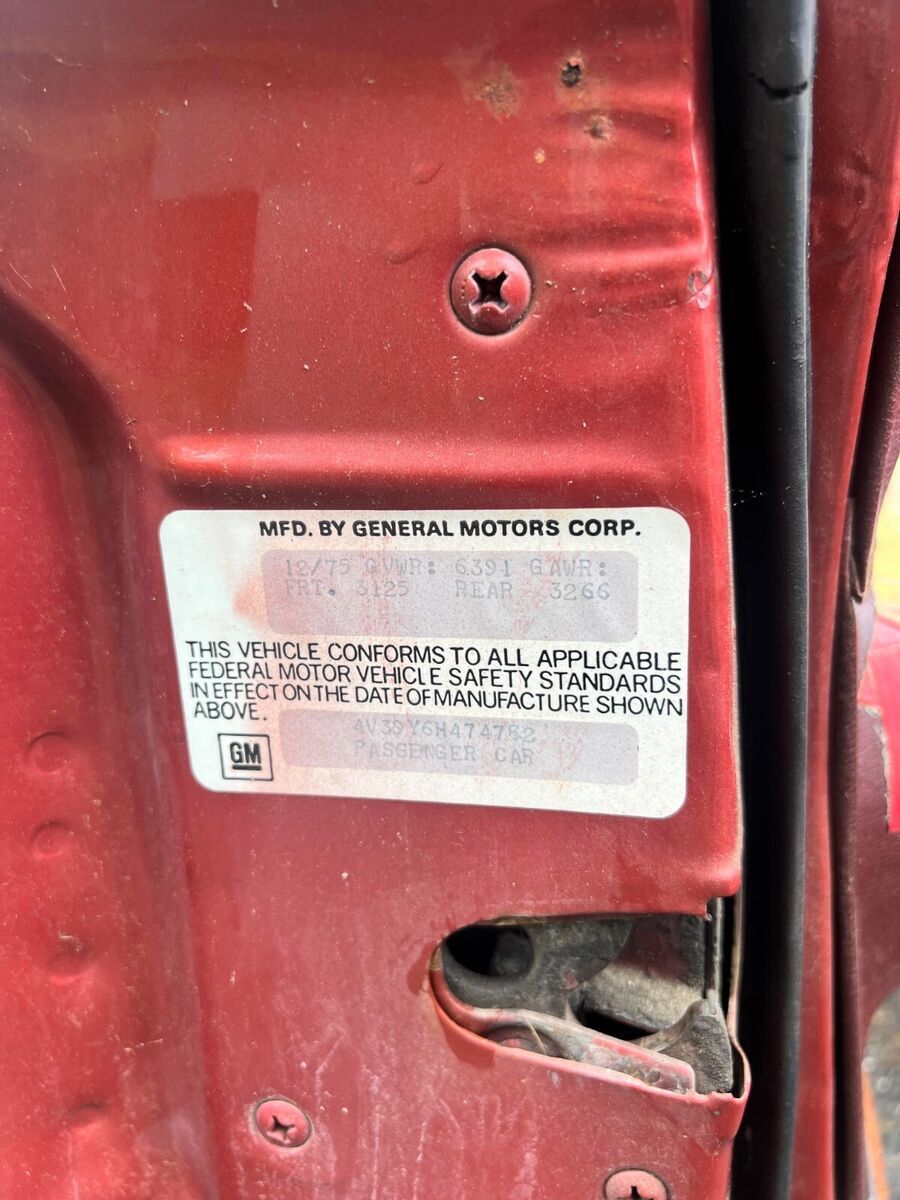 MFD. BY GENERAL MOTORS CORP.
12/75 GVWR: 6391 GAWR:
FRT. 3125 REAR 3266
THIS VEHICLE CONFORMS TO ALL APPLICABLE
FEDERAL MOTOR VEHICLE SAFETY STANDARDS
IN EFFECT ON THE DATE OF MANUFACTURE SHOWN
ABOVE.
4V39Y6H474782
PASSENGER CAR
GM